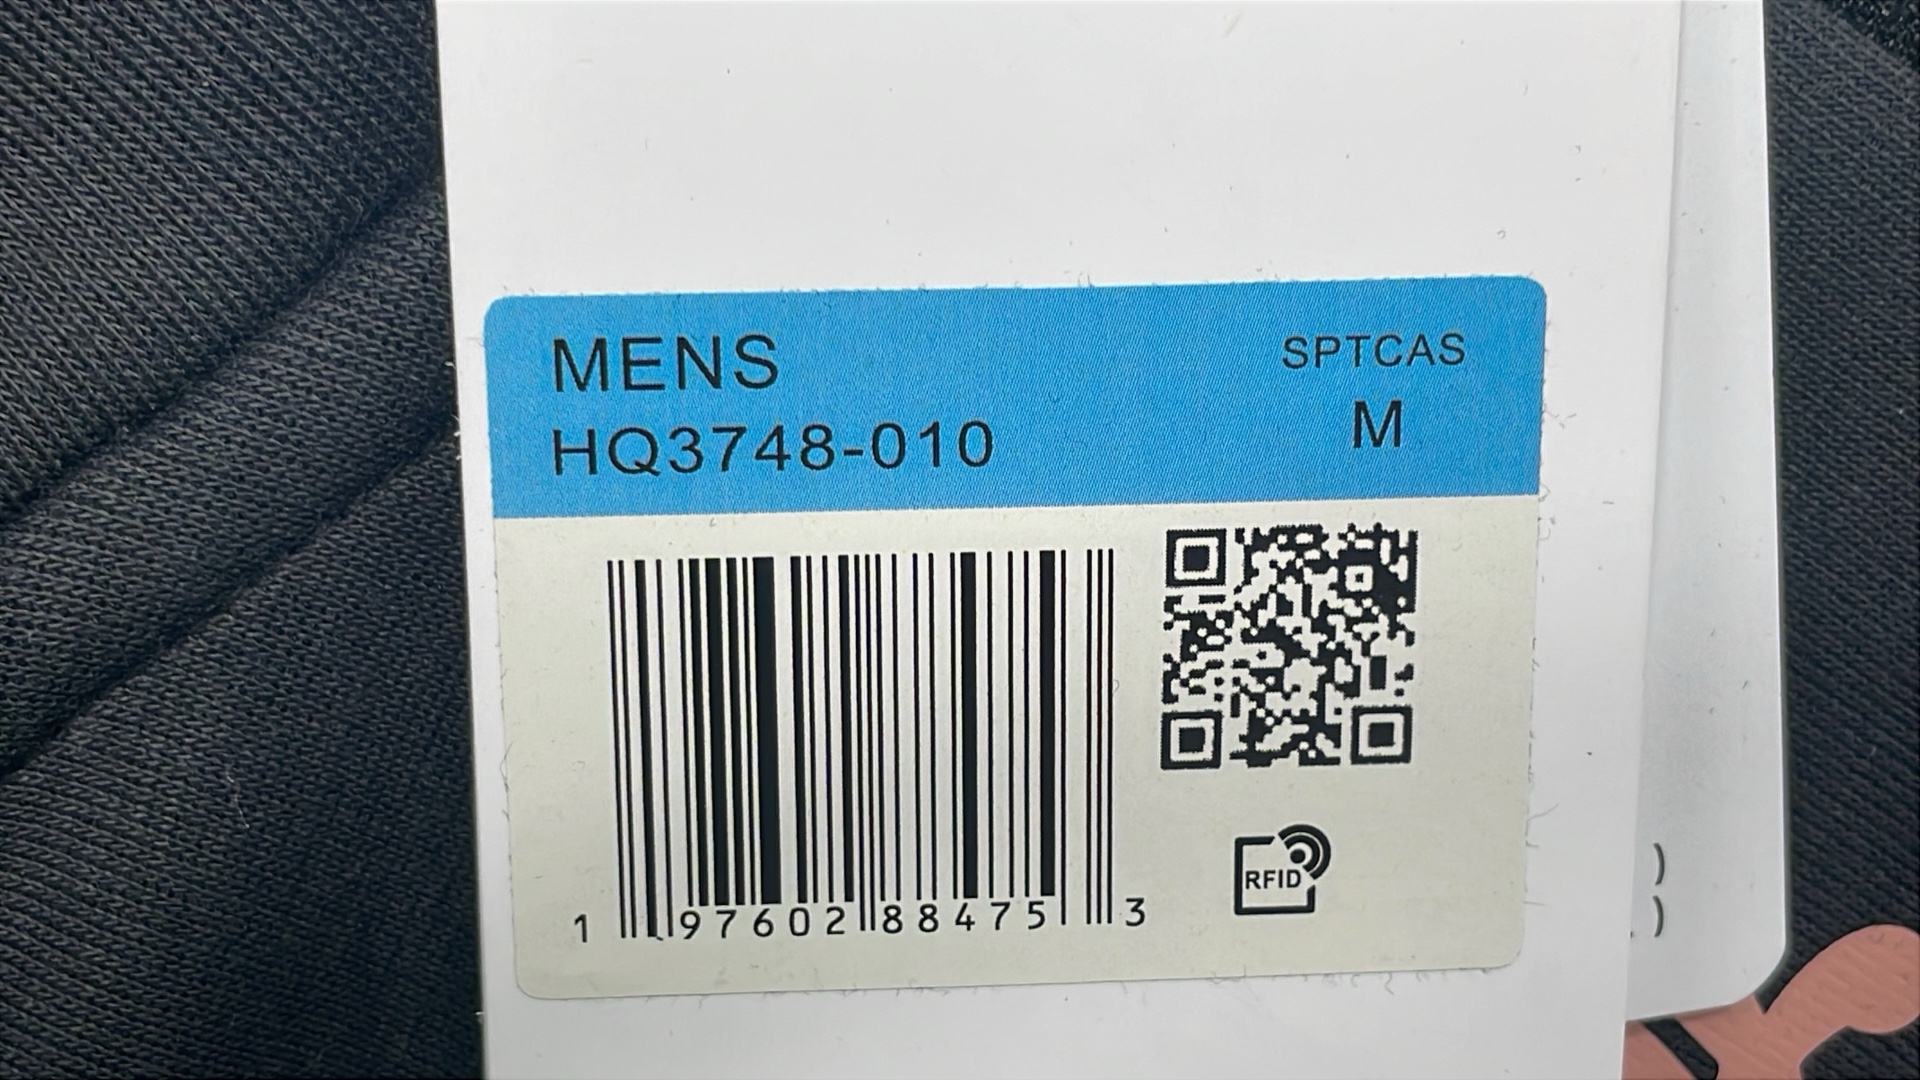 MENS
SPTCAS
HQ3748-010
M
1 97602 88475 3
RFID
)
)